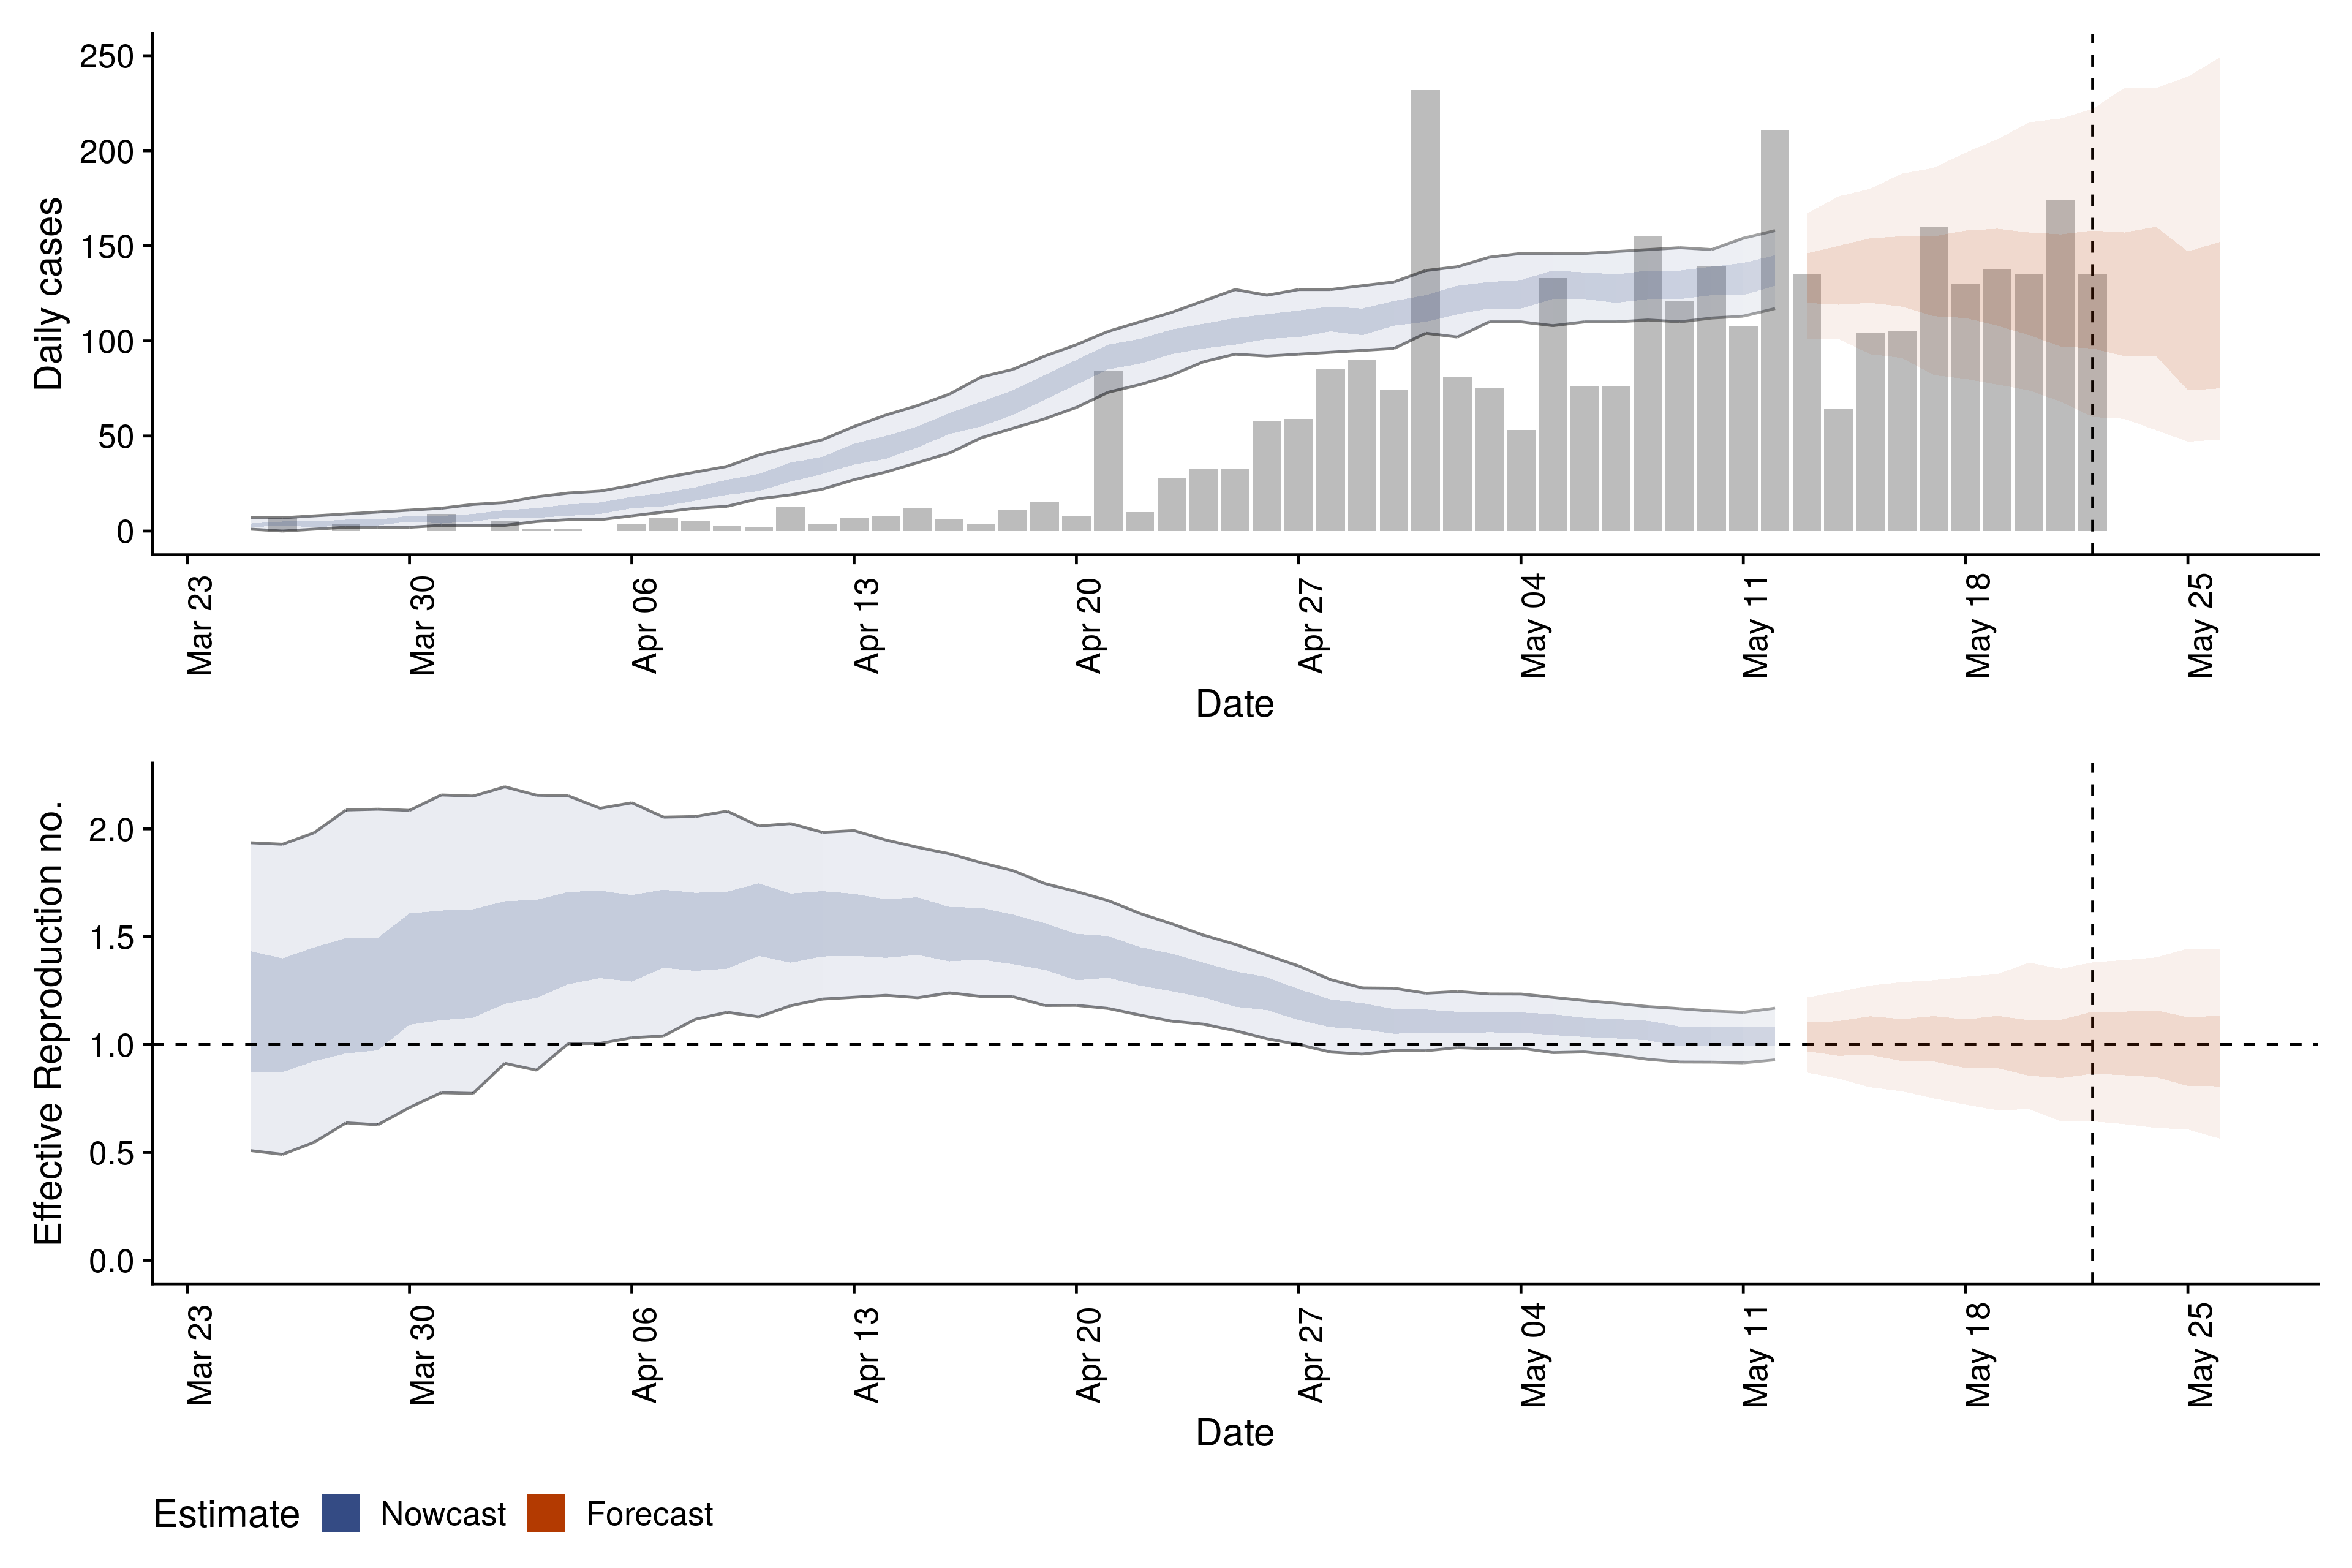 Daily cases
250
200
150
100
50
0
Mar 23
Mar 30
Apr 06
Apr 13
Apr 20
Apr 27
May 04
May 11
May 18
May 25
Date
Effective Reproduction no.
2.0
1.5
1.0
0.5
0.0
Mar 23
Mar 30
Apr 06
Apr 13
Apr 20
Apr 27
May 04
May 11
May 18
May 25
Date
Estimate Nowcast Forecast